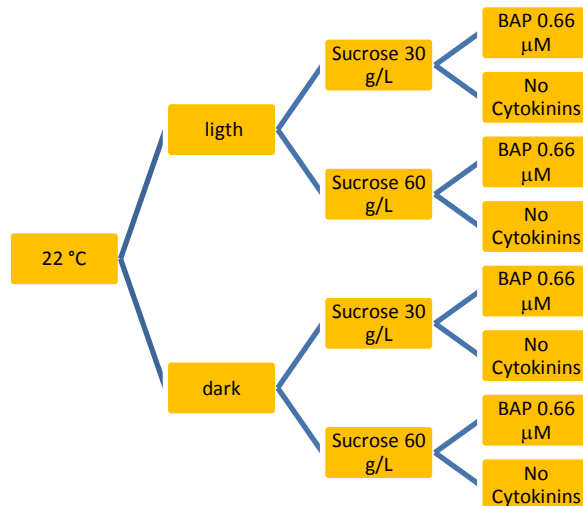 22 °C
ligth
Sucrose 30
g/L
BAP 0.66
μM
No
Cytokinins
Sucrose 60
g/L
BAP 0.66
μM
No
Cytokinins
dark
Sucrose 30
g/L
BAP 0.66
μM
No
Cytokinins
Sucrose 60
g/L
BAP 0.66
μM
No
Cytokinins